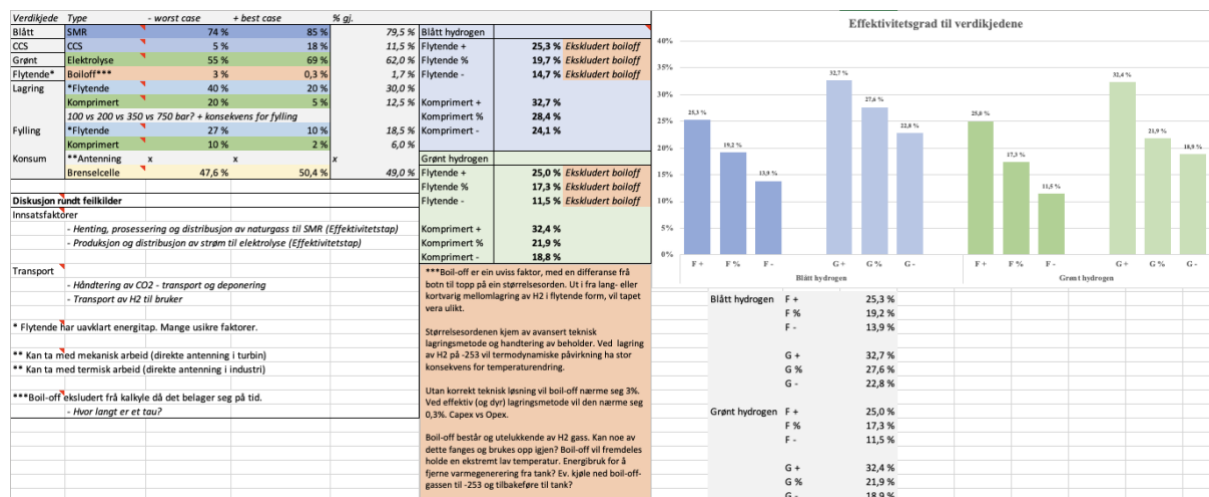 Verdikjede Type - worst case + best case % gj.
Blått SMR 74 % 85 % 79,5 %
CCS CCS 5 % 18 % 11,5 %
Grønt Elektrolyse 55 % 69 % 62,0 %
Flytende* Boiloff*** 3 % 0,3 % 1,7 %
Lagring *Flytende 40 % 20 % 30,0 %
Komprimert 20 % 5 % 12,5 %
100 vs 200 vs 350 vs 750 bar? + konsekvens for fylling
Fylling *Flytende 27 % 10 % 18,5 %
Komprimert 10 % 2 % 6,0 %
Konsum **Antenning x x x
Brenselcelle 47,6 % 50,4 % 49,0 %
Diskusjon rundt feilkilder
Innsatsfaktorer
- Henting, prosessering og distribusjon av naturgass til SMR (Effektivitetstap)
- Produksjon og distribusjon av strøm til elektrolyse (Effektivitetstap)
Transport
- Håndtering av CO2 - transport og deponering
- Transport av H2 til bruker
* Flytende har uavklart energitap. Mange usikre faktorer.
** Kan ta med mekanisk arbeid (direkte antenning i turbin)
** Kan ta med termisk arbeid (direkte antenning i industri)
***Boil-off eksludert frå kalkyle då det belager seg på tid.
- Hvor langt er et tau?
Blått hydrogen
Flytende + 25,3 % Ekskludert boiloff
Flytende % 19,7 % Ekskludert boiloff
Flytende - 14,7 % Ekskludert boiloff
Komprimert + 32,7 %
Komprimert % 28,4 %
Komprimert - 24,1 %
Grønt hydrogen
Flytende + 25,0 % Ekskludert boiloff
Flytende % 17,3 % Ekskludert boiloff
Flytende - 11,5 % Ekskludert boiloff
Komprimert + 32,4 %
Komprimert % 21,9 %
Komprimert - 18,8 %
***Boil-off er ein uviss faktor, med en differanse frå
botn til topp på ein størrelsesorden. Ut i fra lang- eller
kortvarig mellomlagring av H2 i flytende form, vil tapet
vera ulikt.
Størrelsesordenen kjem av avansert teknisk
lagringsmetode og handtering av beholder. Ved lagring
av H2 på -253 vil termodynamiske påvirkning ha stor
konsekvens for temperaturendring.
Utan korrekt teknisk løsning vil boil-off nærme seg 3%.
Ved effektiv (og dyr) lagringsmetode vil den nærme seg
0,3%. Capex vs Opex.
Boil-off består og utelukkende av H2 gass. Kan noe av
dette fanges og brukes opp igjen? Boil-off vil fremdeles
holde en ekstremt lav temperatur. Energibruk for å
fjerne varmegenerering fra tank? Ev. kjøle ned boil-off-
gassen til -253 og tilbakeføre til tank?
Effektivitetsgrad til verdikjedene
40%
35%
30%
25%
20%
15%
10%
5%
0%
25,3 % 19,2 % 13,9 % 32,7 % 27,6 % 22,8 % 25,0 % 17,3 % 11,5 % 32,4 % 21,9 % 18,9 %
F + F % F - G + G % G - F + F % F - G + G % G -
Blått hydrogen Grønt hydrogen
Blått hydrogen F + 25,3 %
F % 19,2 %
F - 13,9 %
G + 32,7 %
G % 27,6 %
G - 22,8 %
Grønt hydrogen F + 25,0 %
F % 17,3 %
F - 11,5 %
G + 32,4 %
G % 21,9 %
G - 18,9 %